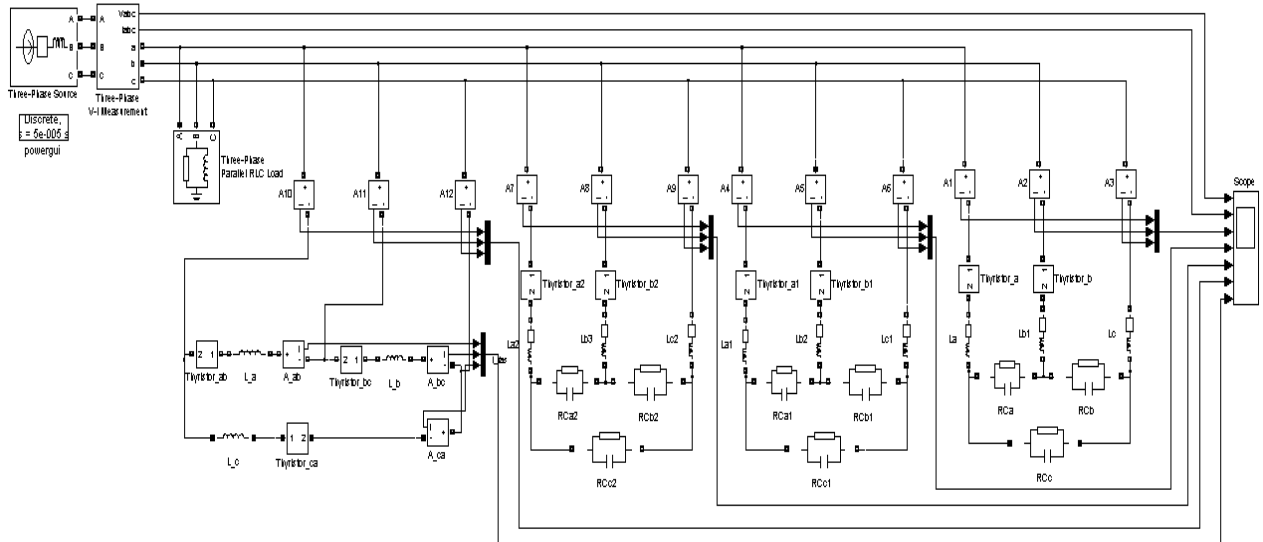 A
B
C
Three-Phase Source
A
B
C
Vabc
Iabc
a
b
c
Three-Phase
V-I Measurement
Discrete,
s = 5e-005 s
powergui
A
B
C
Three-Phase
Parallel RLC Load
A10
A11
A12
A7
A8
A9
A4
A5
A6
A1
A2
A3
Scope
Thyristor_a2
Thyristor_b2
Thyristor_a1
Thyristor_b1
Thyristor_a
Thyristor_b
La2
Lb3
Lc2
La1
Lb2
Lc1
La
Lb1
Lc
Thyristor_ab
L_a
A_ab
Thyristor_bc
L_b
A_bc
L_c
Thyristor_ca
A_ca
RCa2
RCb2
RCa1
RCb1
RCa
RCb
RCc2
RCc1
RCc